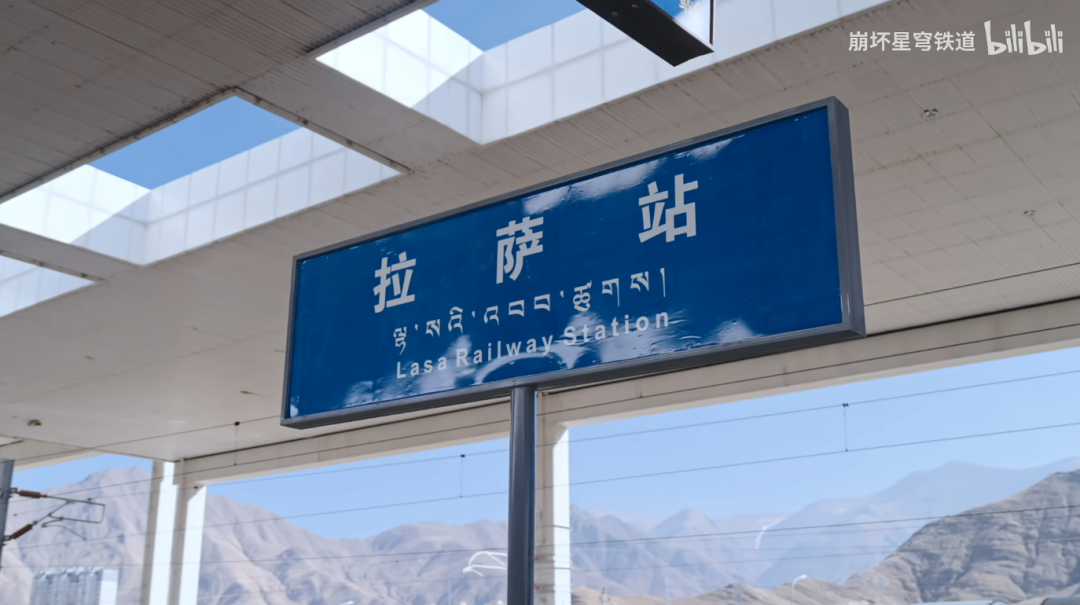 崩坏星穹铁道 bilibili
拉萨站
ལྷ་སའི་འབབ་ཚུགས།
Lasa Railway Station